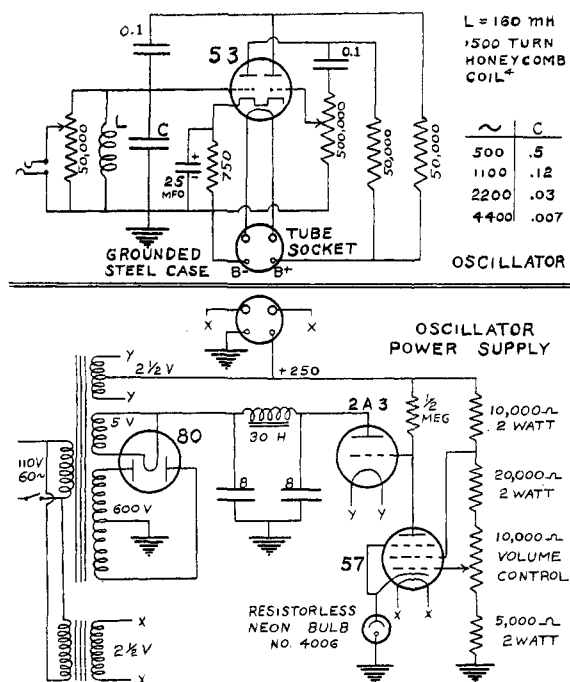 L = 160 MH
1500 TURN
HONEYCOMB
COIL⁴
0.1
53
0.1
50,000
L
C
25
MFD
750
500,000
50,000
50,000
~ C
500 .5
1100 .12
2200 .03
4400 .007
GROUNDED
STEEL CASE
TUBE
SOCKET
B- B+
OSCILLATOR
X X
OSCILLATOR
POWER SUPPLY
+250
Y
2½ V
Y
5 V
80
30 H
2A3
½
MEG
10,000 Ω
2 WATT
110V
60~
600 V
8 8
Y Y
20,000 Ω
2 WATT
57
10,000 Ω
VOLUME
CONTROL
X X
RESISTORLESS
NEON BULB
NO. 4006
5,000 Ω
2 WATT
X
2½ V
X